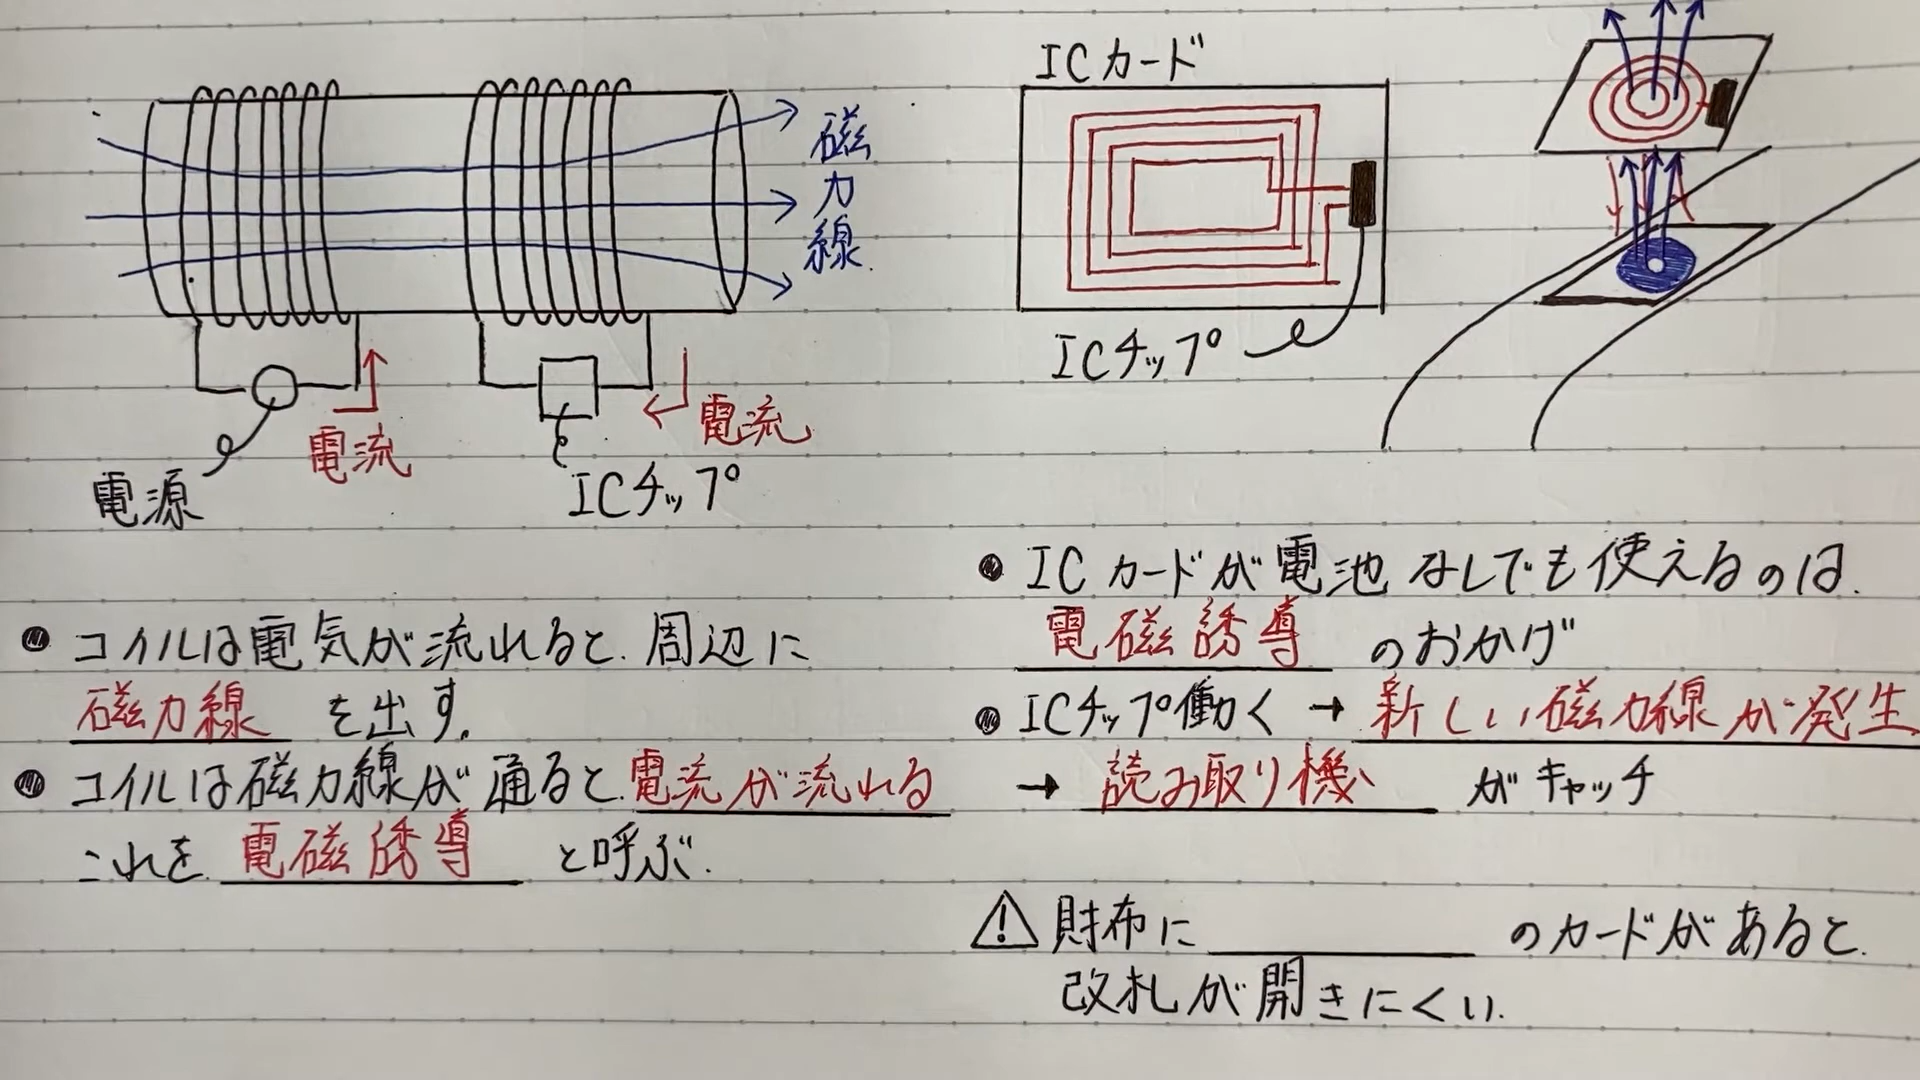 磁力線
電源
電流
ICチップ
電流
ICカード
ICチップ
● コイルは電気が流れると、周辺に
磁力線 を出す。
● コイルは磁力線が通ると、電流が流れる
これを 電磁誘導 と呼ぶ.
● ICカードが電池なしでも使えるのは.
電磁誘導 のおかげ
● ICチップ働く → 新しい磁力線が発生
→ 読み取り機 がキャッチ
⚠ 財布に ________ のカードがあると.
改札が開きにくい.